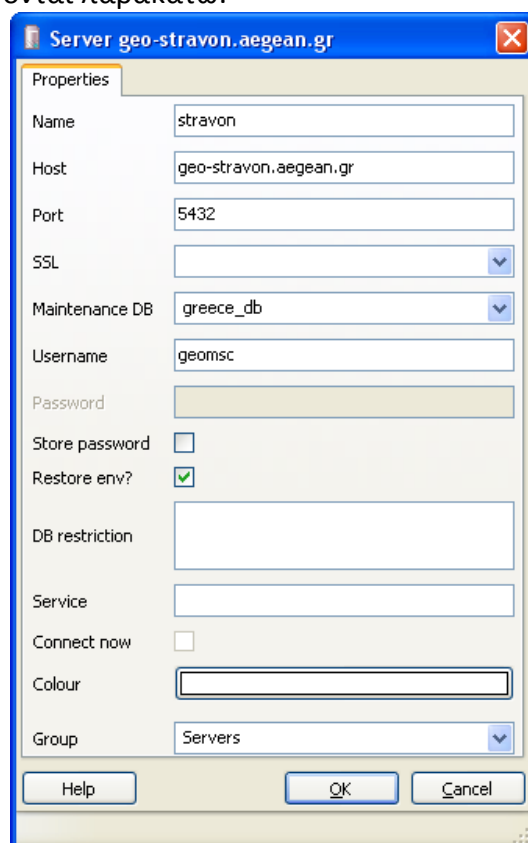 παρακάτω.
Server geo-stravon.aegean.gr
Properties
Name stravon
Host geo-stravon.aegean.gr
Port 5432
SSL
Maintenance DB greece_db
Username geomsc
Password
Store password
Restore env?
DB restriction
Service
Connect now
Colour
Group Servers
Help OK Cancel